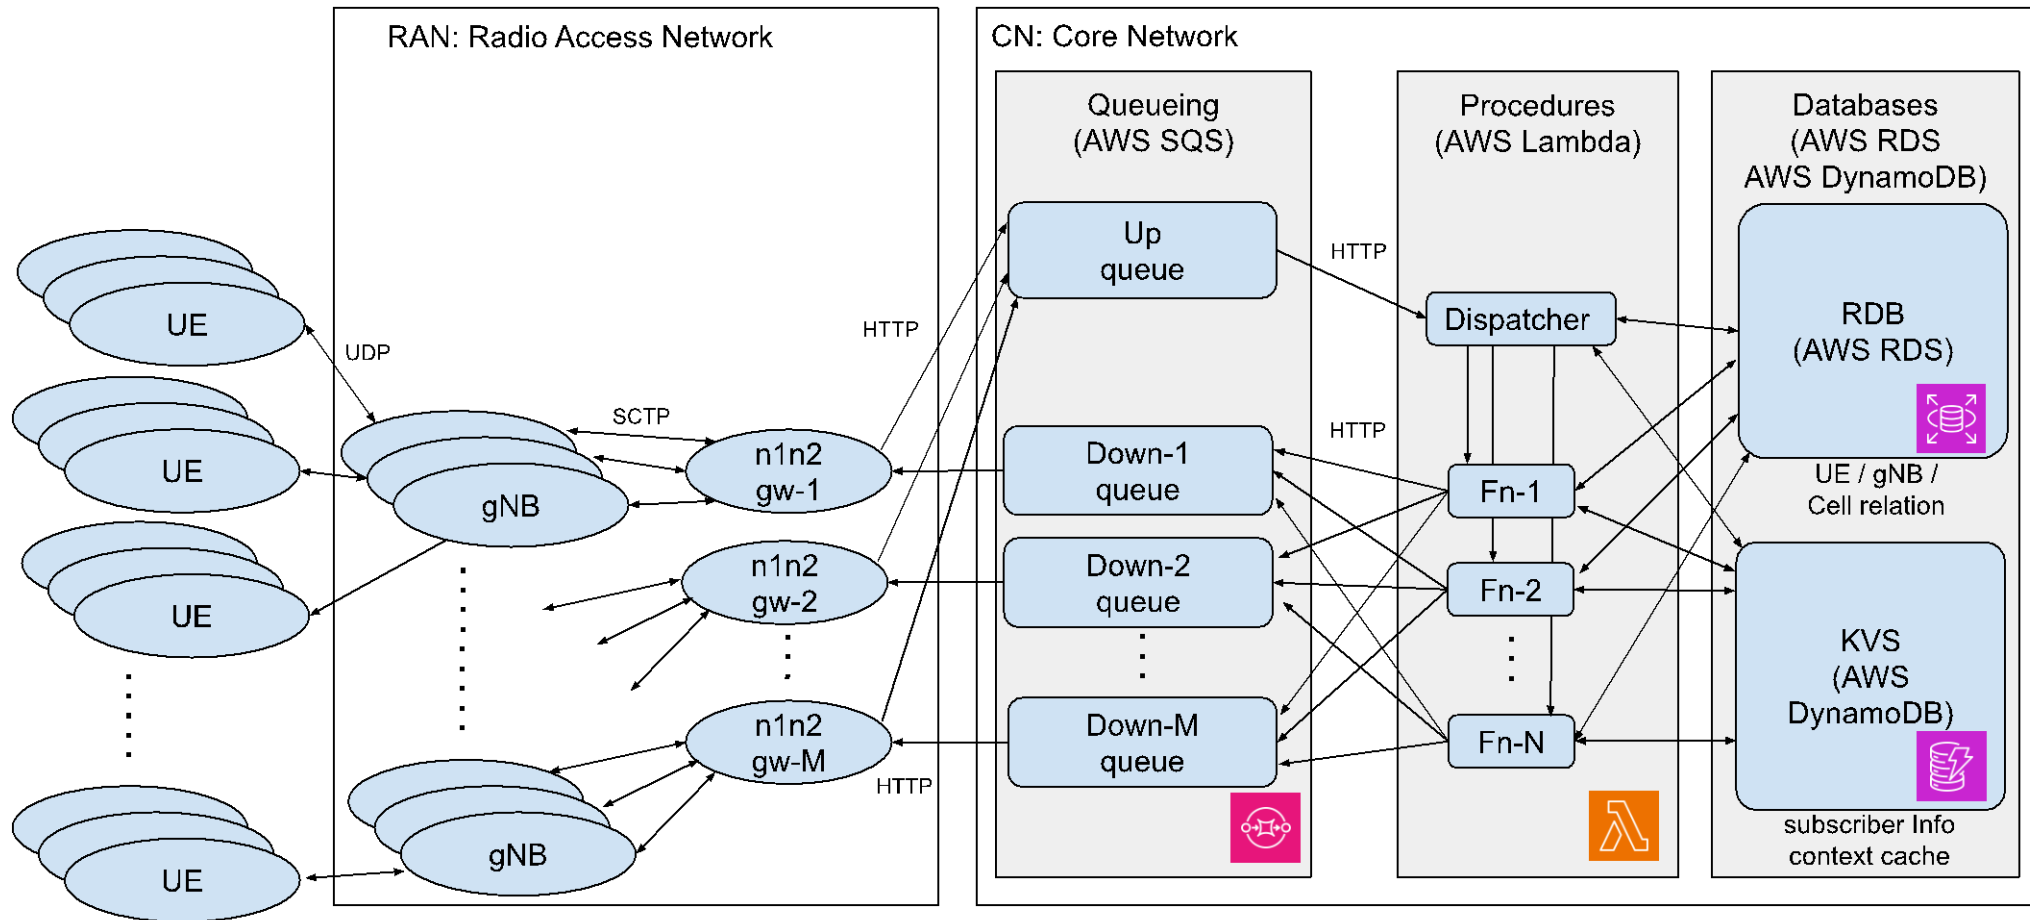 RAN: Radio Access Network
CN: Core Network
Queueing
(AWS SQS)
Procedures
(AWS Lambda)
Databases
(AWS RDS
AWS DynamoDB)
UE
UE
UE
UE
UDP
SCTP
HTTP
HTTP
gNB
gNB
n1n2
gw-1
n1n2
gw-2
n1n2
gw-M
Up
queue
Down-1
queue
Down-2
queue
Down-M
queue
HTTP
HTTP
Dispatcher
Fn-1
Fn-2
Fn-N
RDB
(AWS RDS)
UE / gNB /
Cell relation
KVS
(AWS
DynamoDB)
subscriber Info
context cache